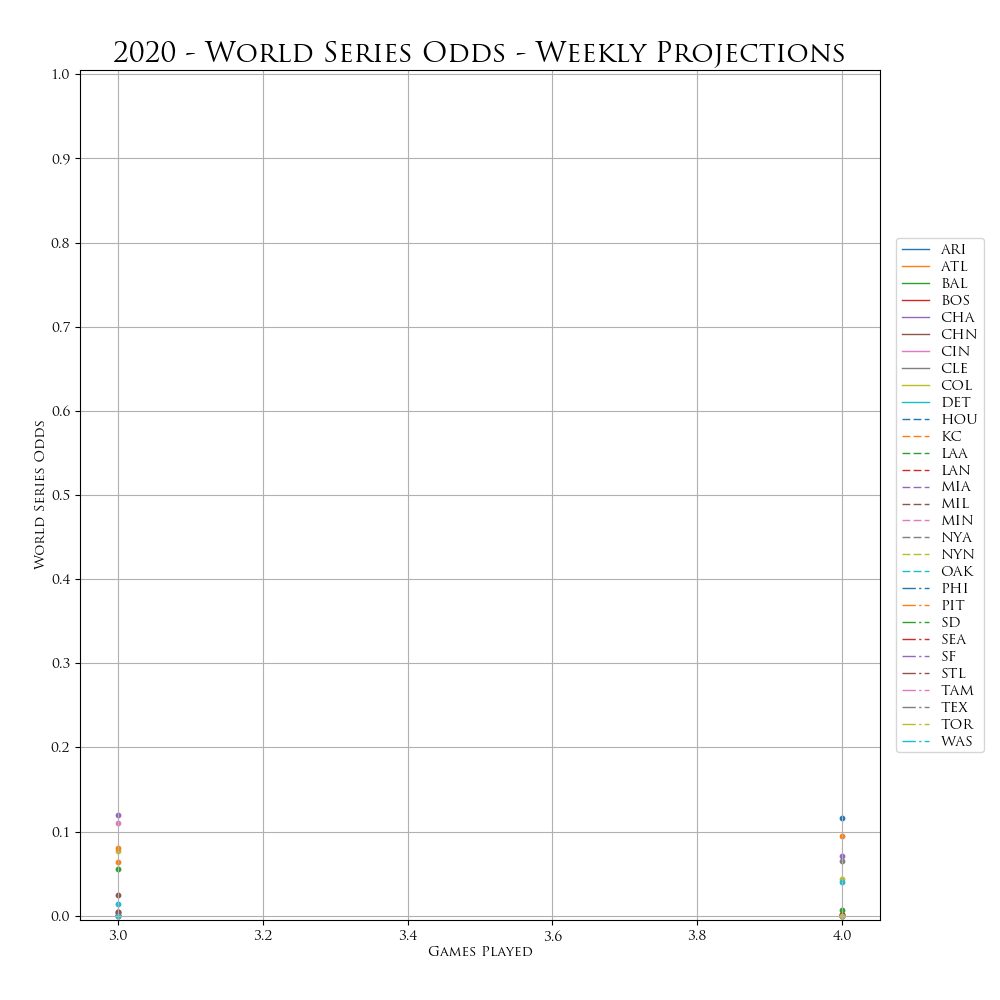 2020 - World Series Odds - Weekly Projections
1.0
0.9
0.8
0.7
0.6
0.5
0.4
0.3
0.2
0.1
0.0
World Series Odds
3.0 3.2 3.4 3.6 3.8 4.0
Games Played
ARI
ATL
BAL
BOS
CHA
CHN
CIN
CLE
COL
DET
HOU
KC
LAA
LAN
MIA
MIL
MIN
NYA
NYN
OAK
PHI
PIT
SD
SEA
SF
STL
TAM
TEX
TOR
WAS